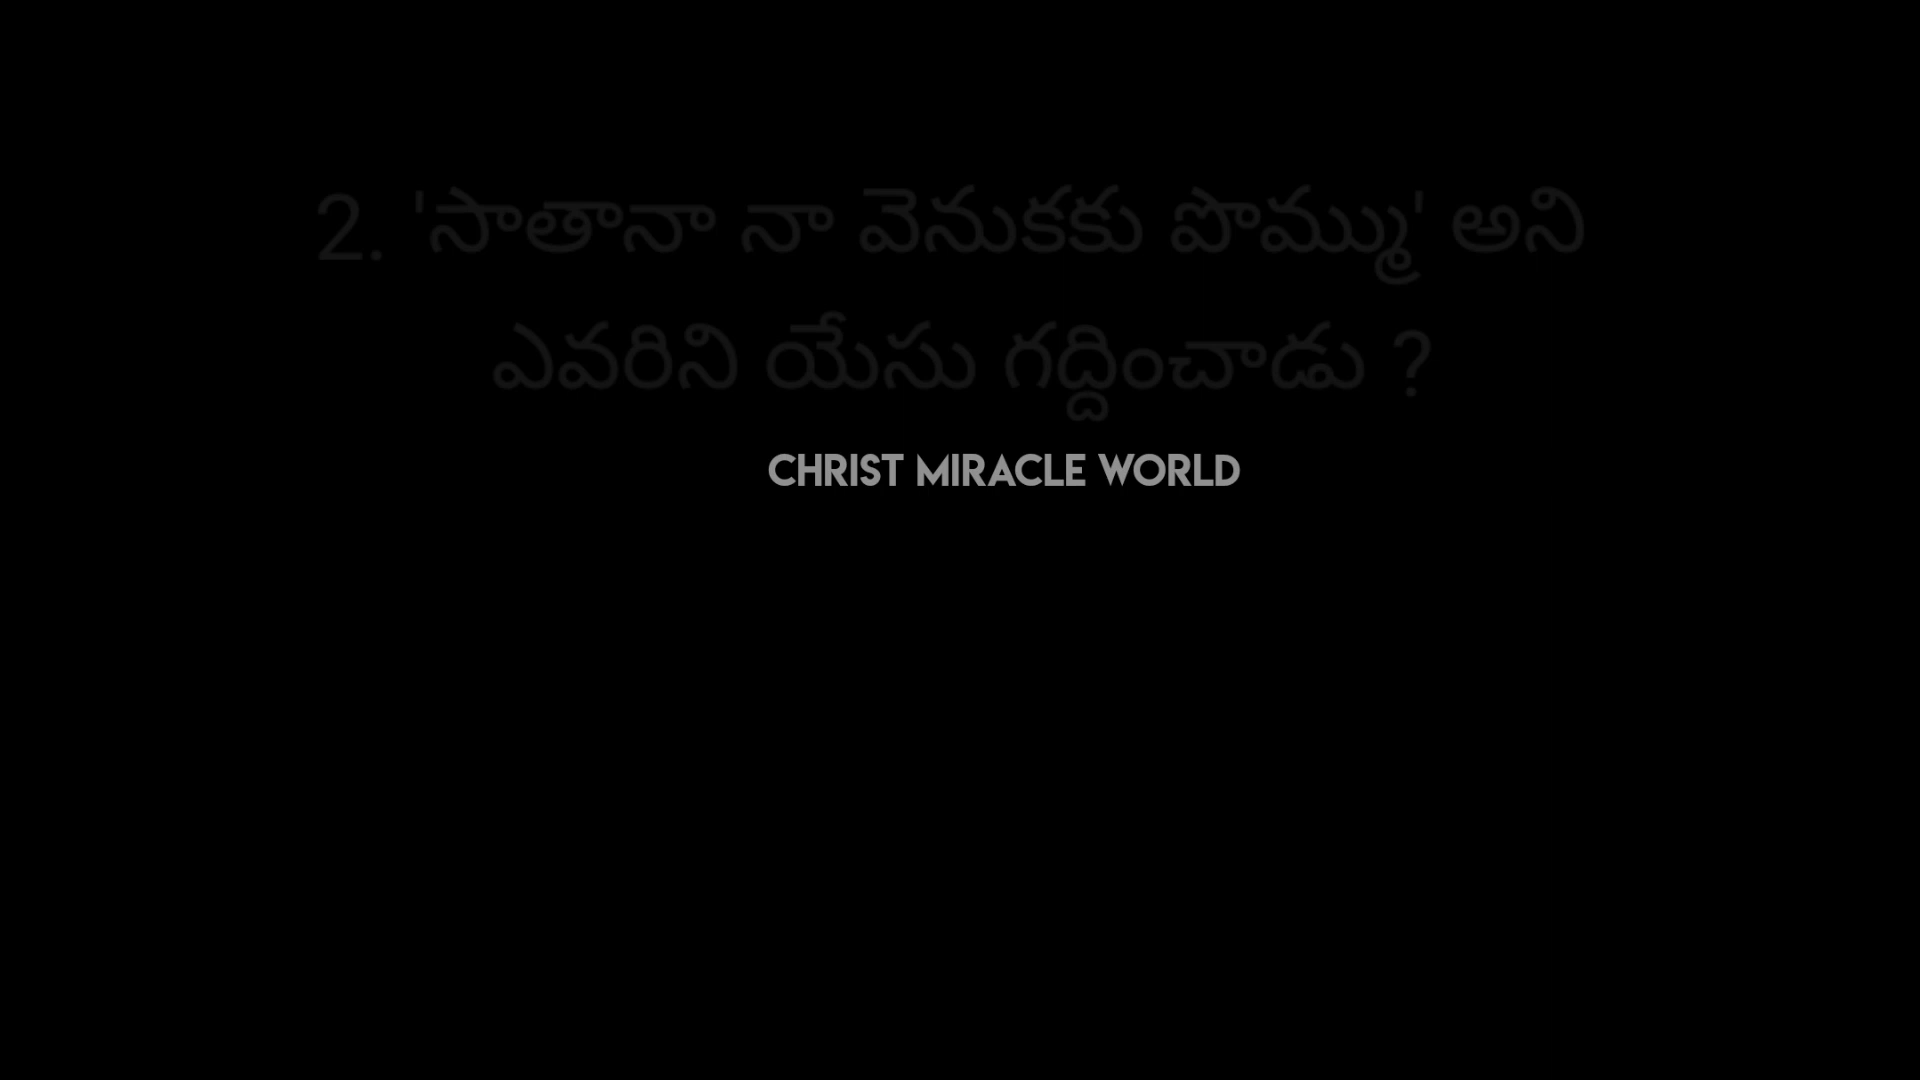 2. 'సాతానా నా వెనుకకు పొమ్ము' అని
ఎవరిని యేసు గద్దించాడు ?
CHRIST MIRACLE WORLD